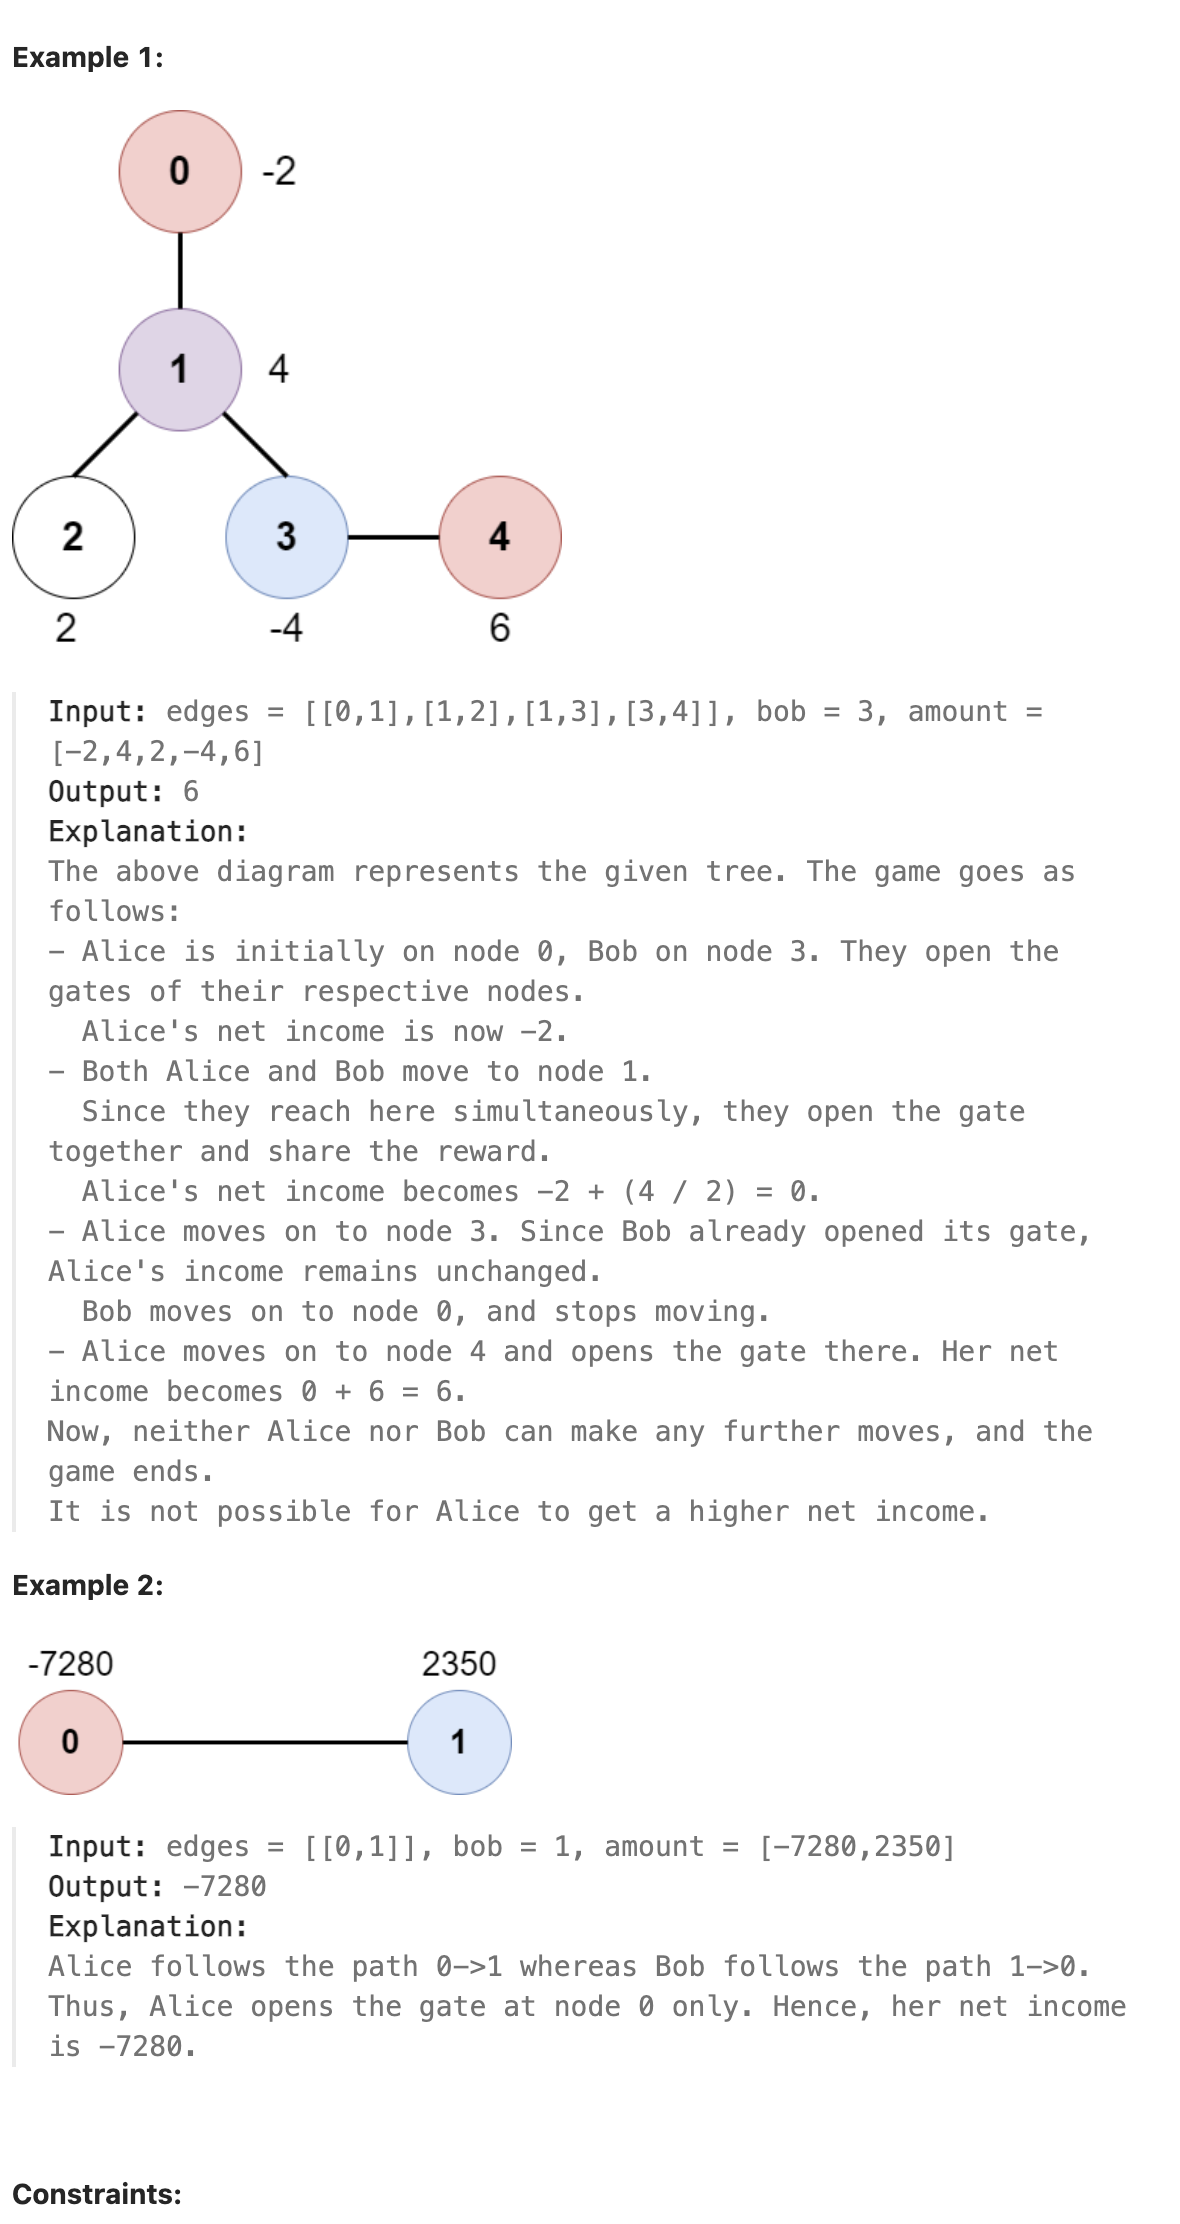 Example 1:
0 -2
1 4
2 3 4
2 -4 6
Input: edges = [[0,1],[1,2],[1,3],[3,4]], bob = 3, amount =
[-2,4,2,-4,6]
Output: 6
Explanation:
The above diagram represents the given tree. The game goes as
follows:
- Alice is initially on node 0, Bob on node 3. They open the
gates of their respective nodes.
Alice's net income is now -2.
- Both Alice and Bob move to node 1.
Since they reach here simultaneously, they open the gate
together and share the reward.
Alice's net income becomes -2 + (4 / 2) = 0.
- Alice moves on to node 3. Since Bob already opened its gate,
Alice's income remains unchanged.
Bob moves on to node 0, and stops moving.
- Alice moves on to node 4 and opens the gate there. Her net
income becomes 0 + 6 = 6.
Now, neither Alice nor Bob can make any further moves, and the
game ends.
It is not possible for Alice to get a higher net income.
Example 2:
-7280 2350
0 1
Input: edges = [[0,1]], bob = 1, amount = [-7280,2350]
Output: -7280
Explanation:
Alice follows the path 0->1 whereas Bob follows the path 1->0.
Thus, Alice opens the gate at node 0 only. Hence, her net income
is -7280.
Constraints: